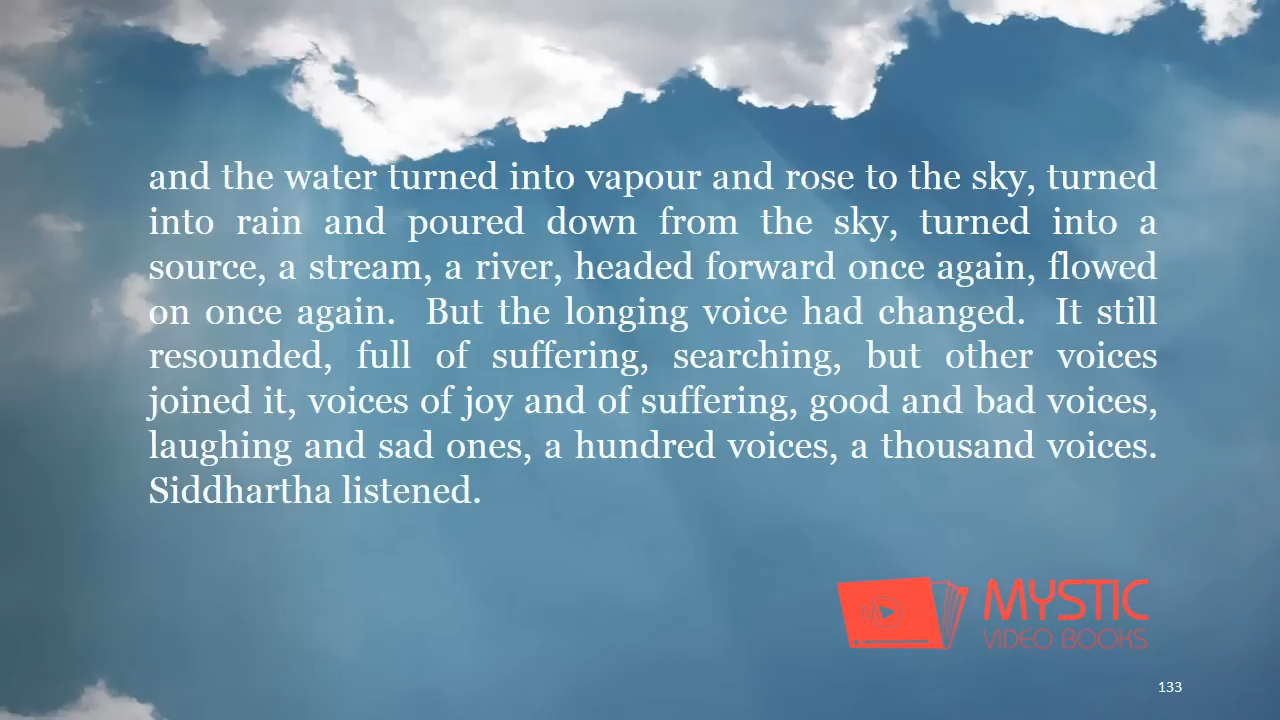 and the water turned into vapour and rose to the sky, turned
into rain and poured down from the sky, turned into a
source, a stream, a river, headed forward once again, flowed
on once again.  But the longing voice had changed.  It still
resounded, full of suffering, searching, but other voices
joined it, voices of joy and of suffering, good and bad voices,
laughing and sad ones, a hundred voices, a thousand voices.
Siddhartha listened.
MYSTIC
VIDEO BOOKS
133